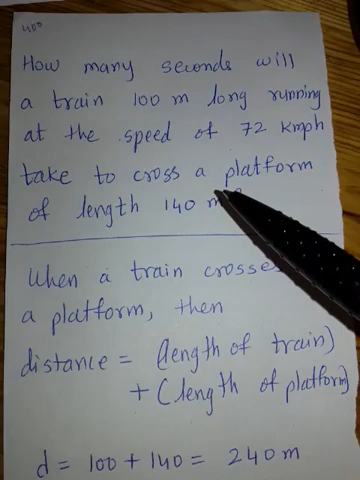 400
How many seconds will
a train 100 m long running
at the speed of 72 kmph
take to cross a platform
of length 140 m
When a train crosses
a platform, then
distance = (length of train)
+ (length of platform)
d = 100 + 140 = 240 m